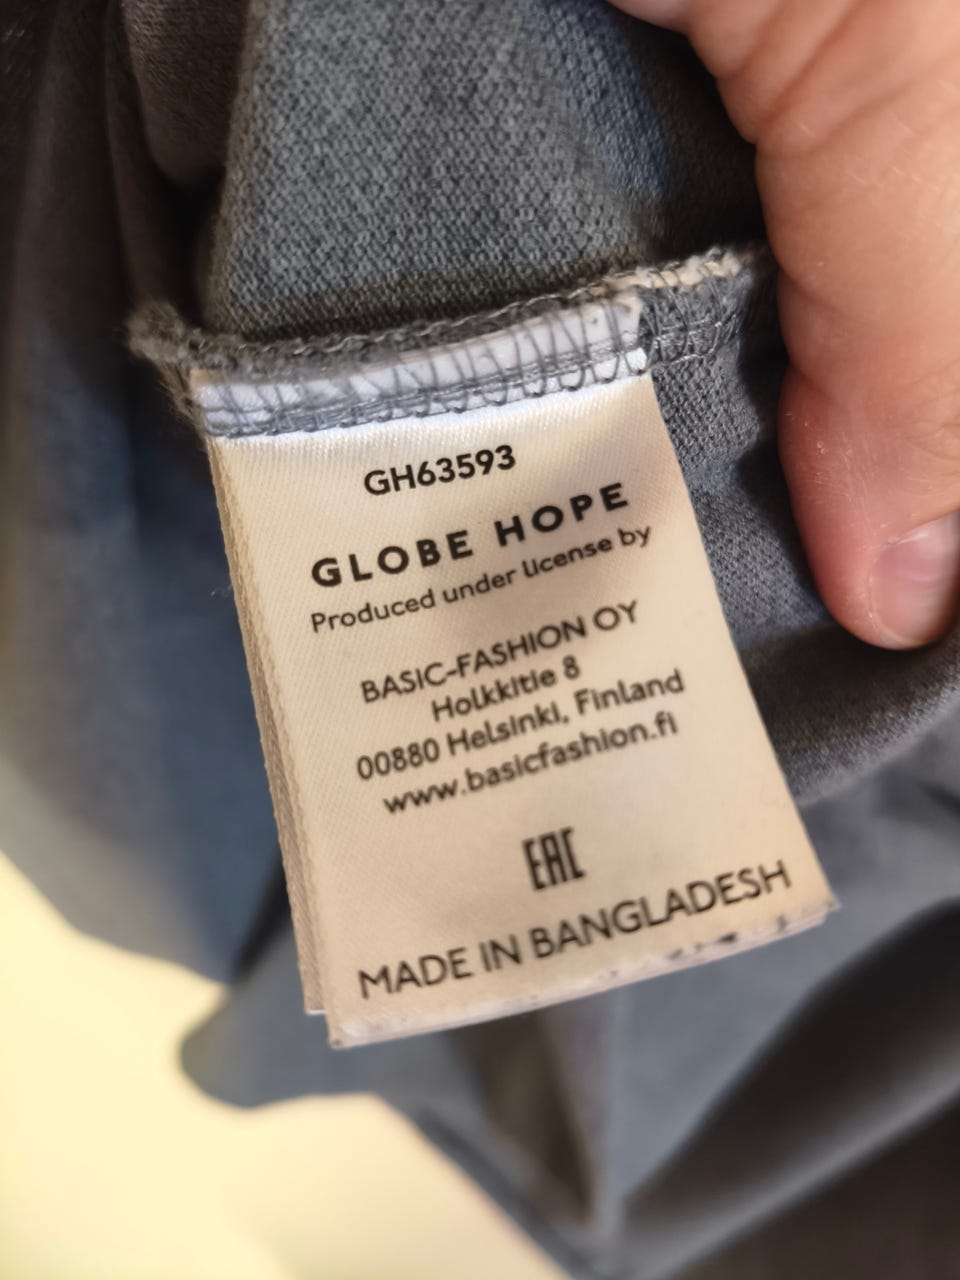 GH63593
GLOBE HOPE
Produced under license by
BASIC-FASHION OY
Holkkitie 8
00880 Helsinki, Finland
www.basicfashion.fi
EAC
MADE IN BANGLADESH